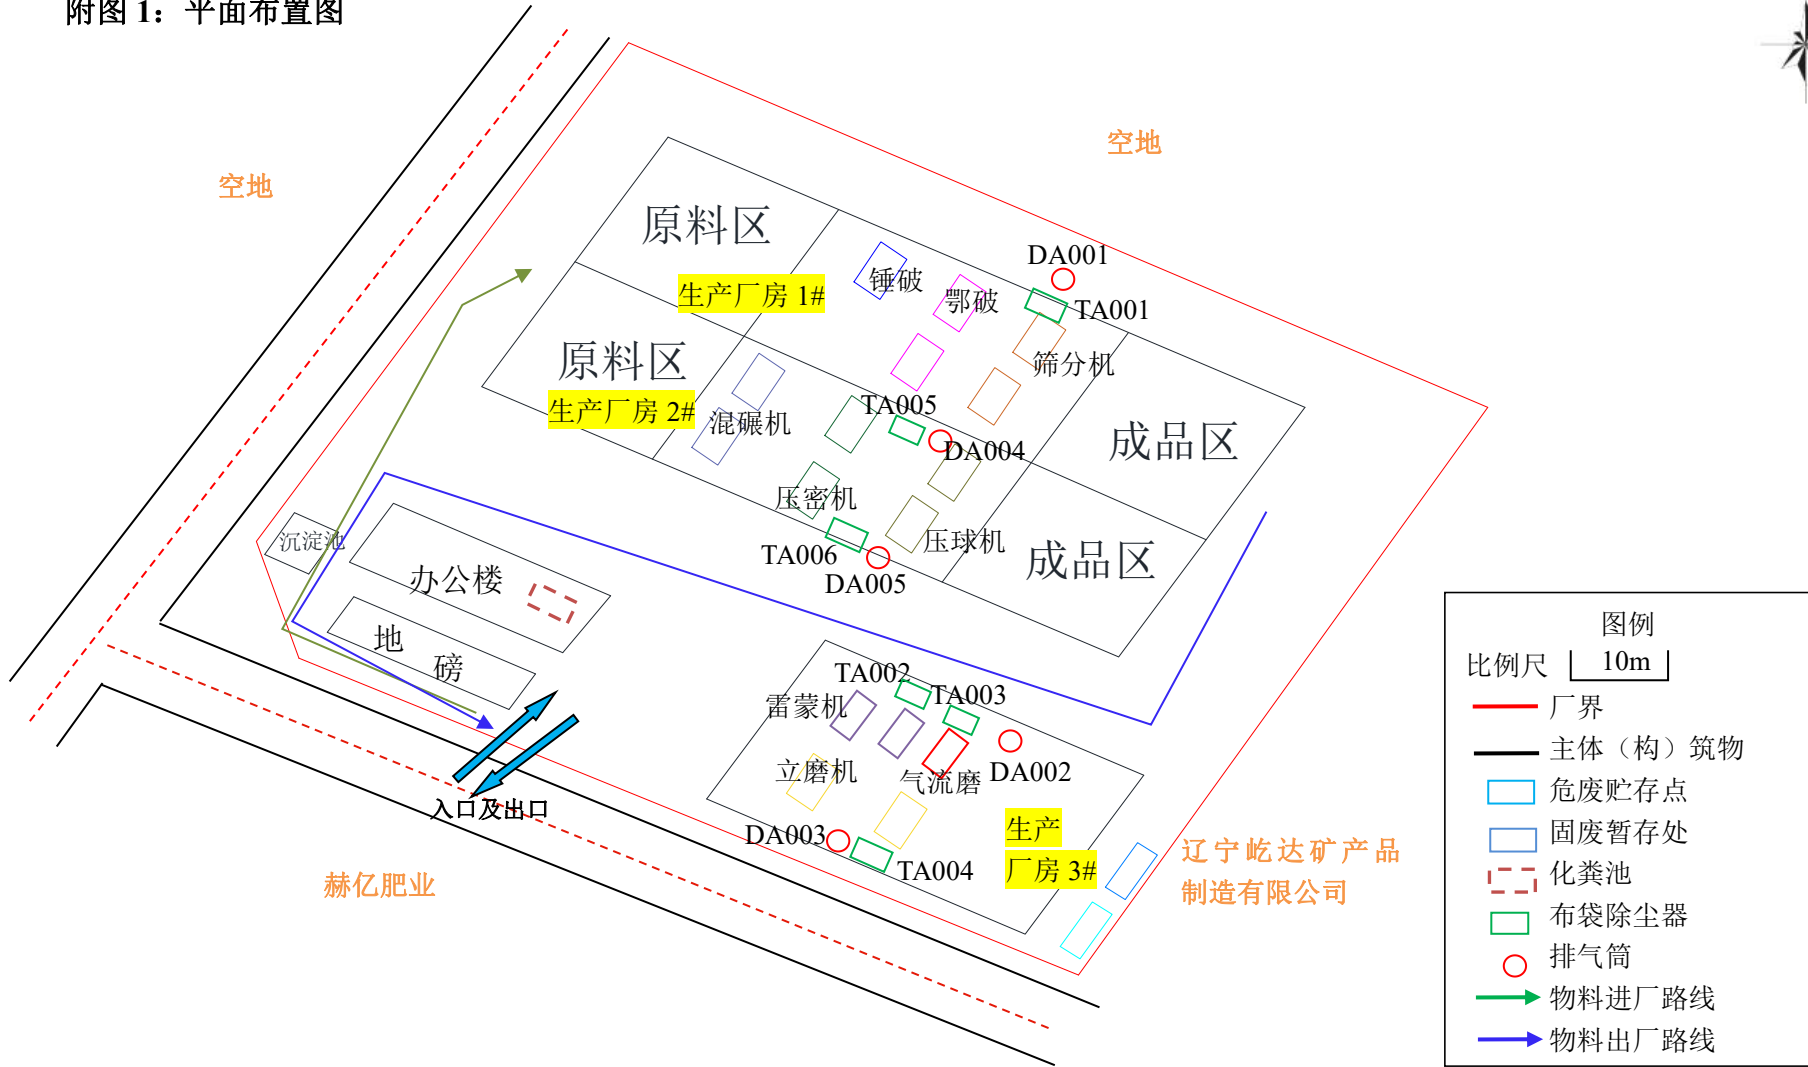 附图 1：平面布置图
空地
空地
原料区
生产厂房 1#
锤破
鄂破
DA001
TA001
筛分机
原料区
生产厂房 2#
混碾机
TA005
DA004
成品区
压密机
压球机
TA006
DA005
成品区
沉淀池
办公楼
地
磅
入口及出口
TA002
TA003
雷蒙机
立磨机
气流磨
DA002
DA003
TA004
生产
厂房 3#
赫亿肥业
辽宁屹达矿产品
制造有限公司
图例
比例尺 10m
厂界
主体（构）筑物
危废贮存点
固废暂存处
化粪池
布袋除尘器
排气筒
物料进厂路线
物料出厂路线